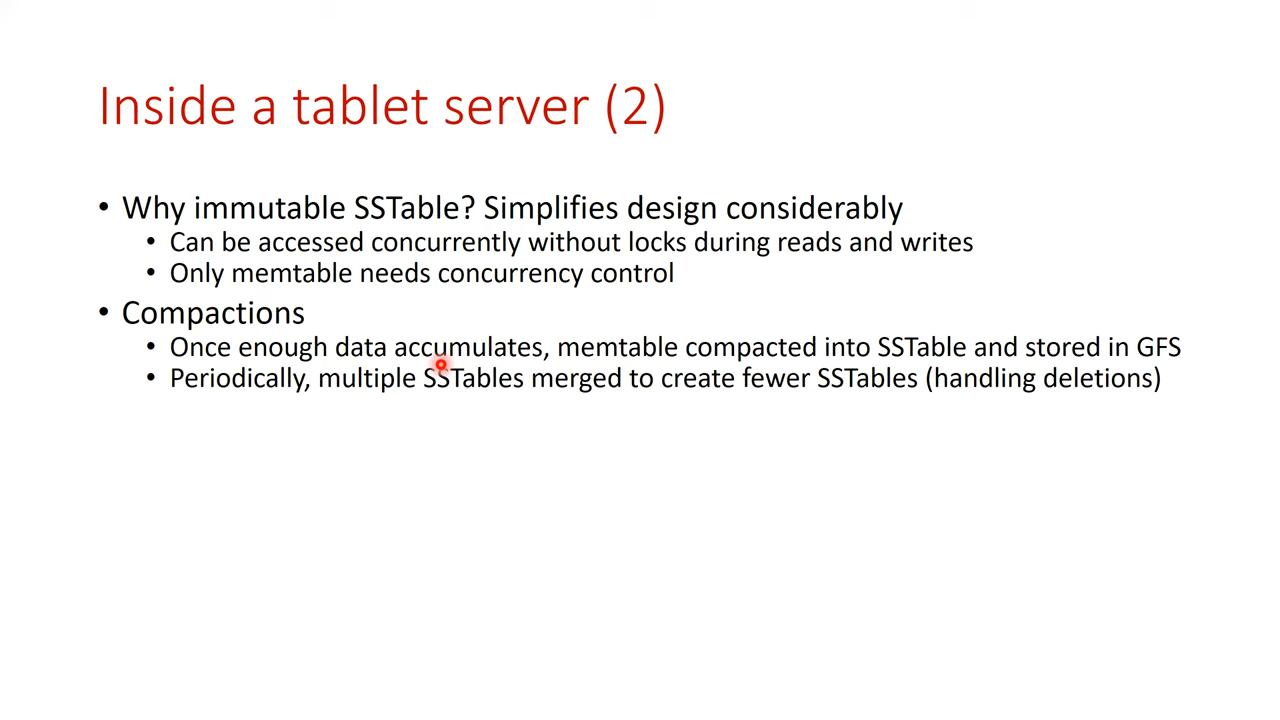 Inside a tablet server (2)
• Why immutable SSTable? Simplifies design considerably
• Can be accessed concurrently without locks during reads and writes
• Only memtable needs concurrency control
• Compactions
• Once enough data accumulates, memtable compacted into SSTable and stored in GFS
• Periodically, multiple SSTables merged to create fewer SSTables (handling deletions)